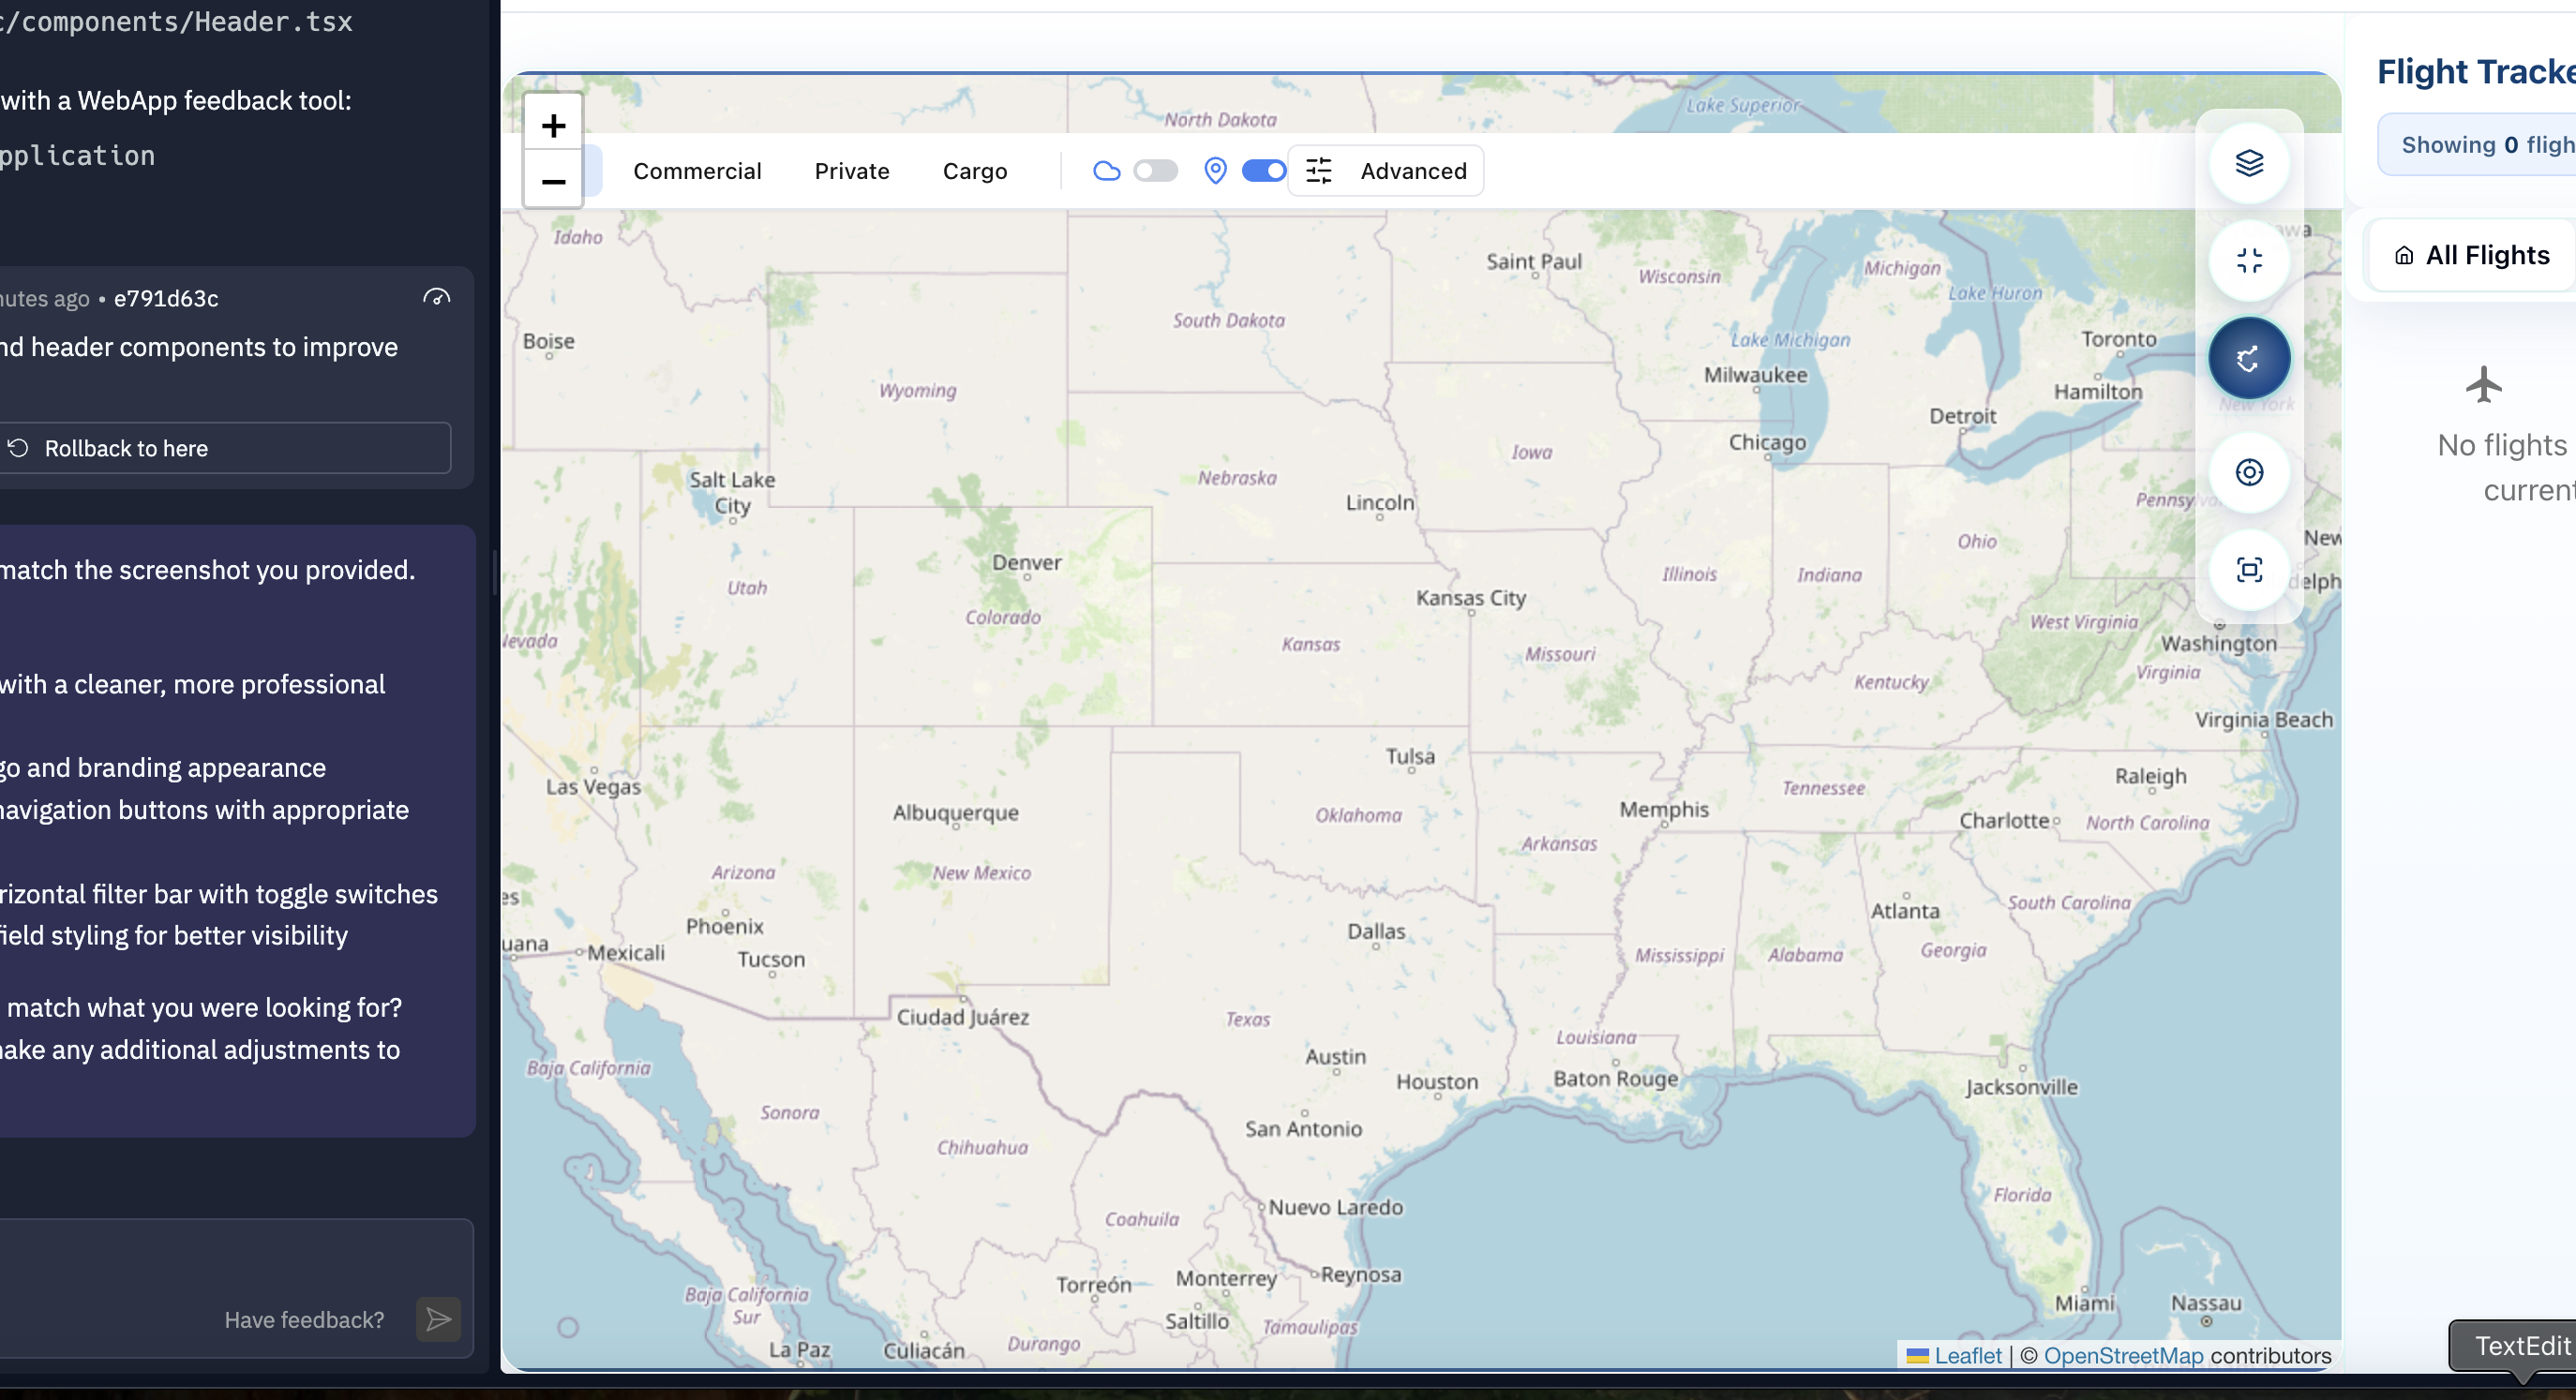 c/components/Header.tsx
with a WebApp feedback tool:
pplication
nutes ago • e791d63c
nd header components to improve
Rollback to here
match the screenshot you provided.
with a cleaner, more professional
go and branding appearance
navigation buttons with appropriate
rizontal filter bar with toggle switches
field styling for better visibility
match what you were looking for?
make any additional adjustments to
Have feedback?
+
−
Commercial
Private
Cargo
Advanced
North Dakota
Lake Superior
Idaho
Saint Paul
Wisconsin
Michigan
Lake Huron
Boise
South Dakota
Lake Michigan
Toronto
Milwaukee
Hamilton
Wyoming
Detroit
New York
Chicago
Iowa
Salt Lake
City
Nebraska
Lincoln
Pennsylva
Ohio
New
Denver
Utah
Colorado
Illinois
Indiana
delph
Kansas City
West Virginia
Washington
Nevada
Kansas
Missouri
Virginia
Kentucky
Virginia Beach
Las Vegas
Tulsa
Raleigh
Albuquerque
Oklahoma
Memphis
Tennessee
Charlotte
North Carolina
Arkansas
Arizona
New Mexico
es
Phoenix
Atlanta
South Carolina
uana
Mexicali
Tucson
Dallas
Mississippi
Alabama
Georgia
Ciudad Juárez
Texas
Louisiana
Baja California
Austin
Houston
Baton Rouge
Jacksonville
Sonora
San Antonio
Chihuahua
Nuevo Laredo
Florida
Coahuila
Torreón
Monterrey
Reynosa
Baja California
Sur
Saltillo
Tamaulipas
Miami
Nassau
La Paz
Culiacán
Durango
Leaflet | © OpenStreetMap contributors
Flight Tracke
Showing 0 fligh
All Flights
No flights
current
TextEdit